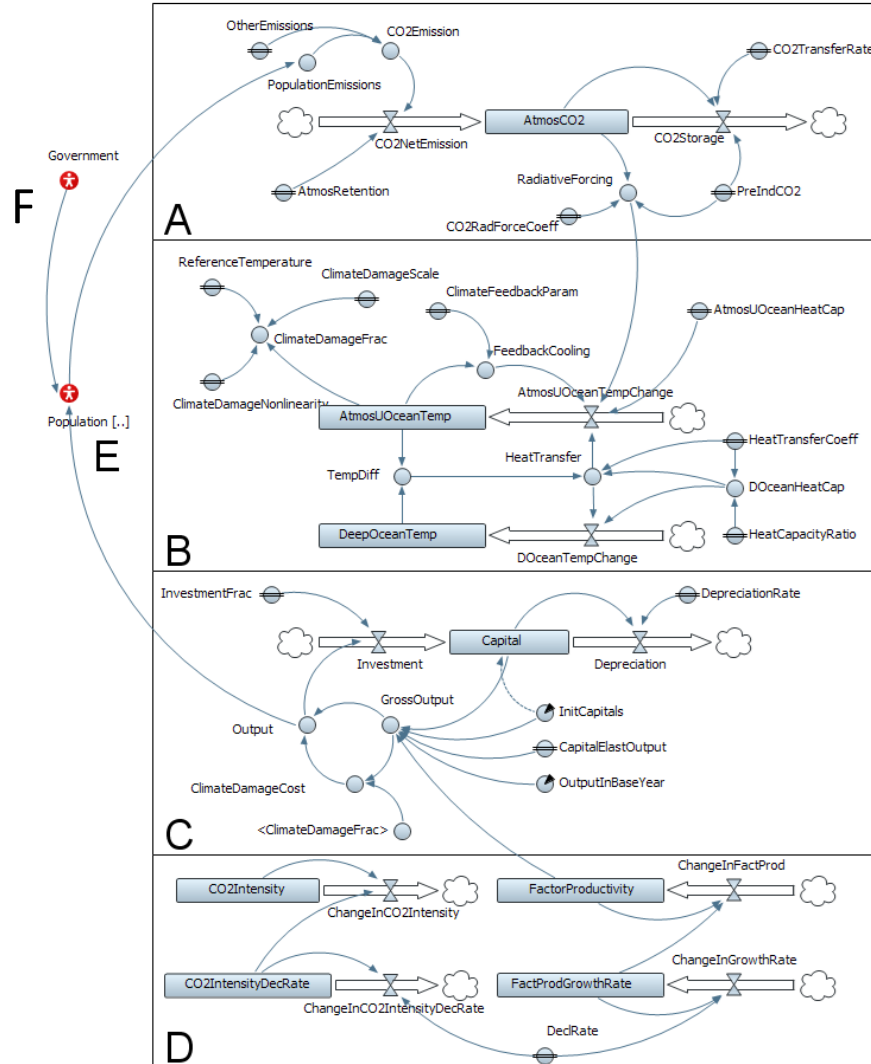 OtherEmissions
CO2Emission
CO2TransferRate
PopulationEmissions
AtmosCO2
CO2NetEmission
CO2Storage
Government
RadiativeForcing
AtmosRetention
PreIndCO2
F
A
CO2RadForceCoeff
ReferenceTemperature
ClimateDamageScale
ClimateFeedbackParam
AtmosUOceanHeatCap
ClimateDamageFrac
FeedbackCooling
ClimateDamageNonlinearity
AtmosUOceanTempChange
AtmosUOceanTemp
Population [..]
E
HeatTransferCoeff
TempDiff
HeatTransfer
DOceanHeatCap
DeepOceanTemp
HeatCapacityRatio
B
DOceanTempChange
InvestmentFrac
DepreciationRate
Capital
Investment
Depreciation
GrossOutput
InitCapitals
Output
CapitalElastOutput
ClimateDamageCost
OutputInBaseYear
<ClimateDamageFrac>
C
ChangeInFactProd
CO2Intensity
FactorProductivity
ChangeInCO2Intensity
ChangeInGrowthRate
CO2IntensityDecRate
FactProdGrowthRate
ChangeInCO2IntensityDecRate
DeclRate
D